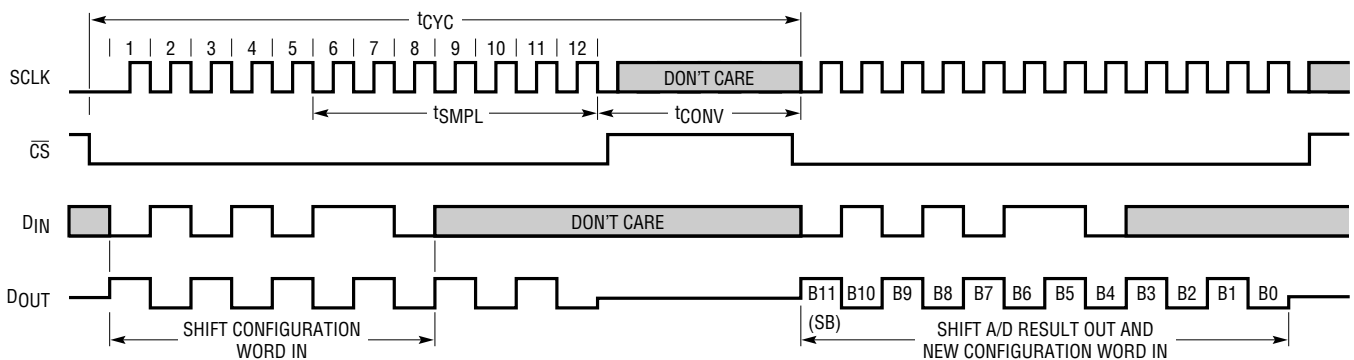 tCYC
1 2 3 4 5 6 7 8 9 10 11 12
SCLK
DON'T CARE
tSMPL
tCONV
CS
DIN
DON'T CARE
DOUT
B11 B10 B9 B8 B7 B6 B5 B4 B3 B2 B1 B0
(SB)
SHIFT CONFIGURATION
WORD IN
SHIFT A/D RESULT OUT AND
NEW CONFIGURATION WORD IN